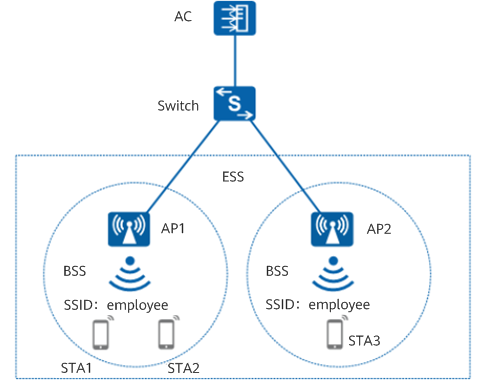 AC
Switch
S
ESS
AP1
AP2
BSS
BSS
SSID： employee
SSID： employee
STA1
STA2
STA3